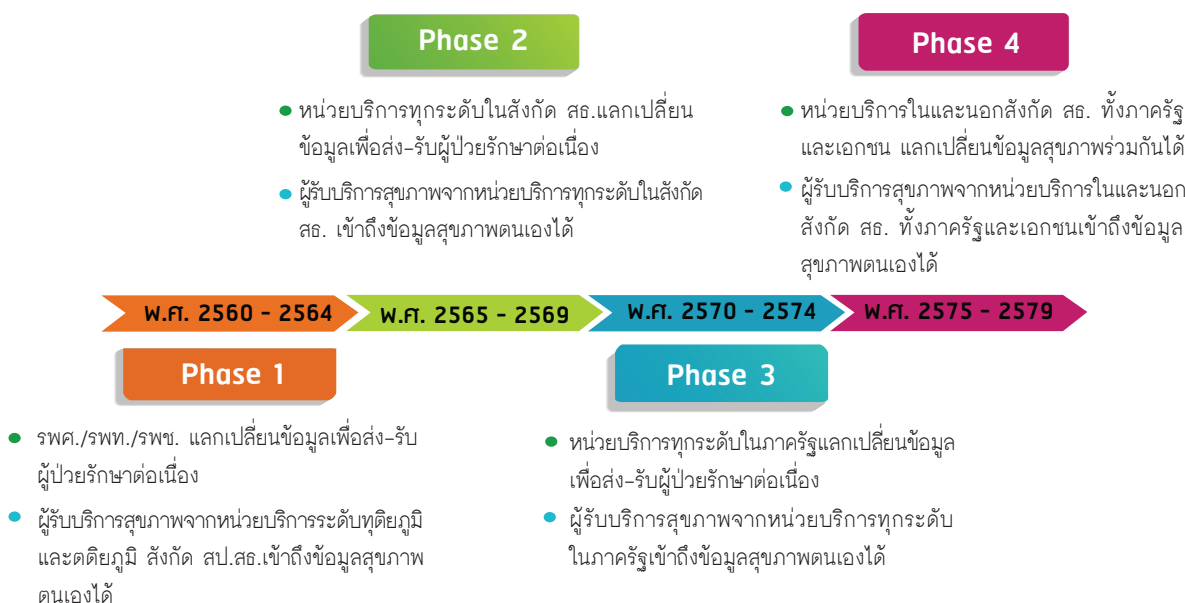 Phase 2
• หน่วยบริการทุกระดับในสังกัด สธ.แลกเปลี่ยน
ข้อมูลเพื่อส่ง-รับผู้ป่วยรักษาต่อเนื่อง
• ผู้รับบริการสุขภาพจากหน่วยบริการทุกระดับในสังกัด
สธ. เข้าถึงข้อมูลสุขภาพตนเองได้
Phase 4
• หน่วยบริการในและนอกสังกัด สธ. ทั้งภาครัฐ
และเอกชน แลกเปลี่ยนข้อมูลสุขภาพร่วมกันได้
• ผู้รับบริการสุขภาพจากหน่วยบริการในและนอก
สังกัด สธ. ทั้งภาครัฐและเอกชนเข้าถึงข้อมูล
สุขภาพตนเองได้
พ.ศ. 2560 - 2564
พ.ศ. 2565 - 2569
พ.ศ. 2570 - 2574
พ.ศ. 2575 - 2579
Phase 1
• รพศ./รพท./รพช. แลกเปลี่ยนข้อมูลเพื่อส่ง-รับ
ผู้ป่วยรักษาต่อเนื่อง
• ผู้รับบริการสุขภาพจากหน่วยบริการระดับทุติยภูมิ
และตติยภูมิ สังกัด สป.สธ.เข้าถึงข้อมูลสุขภาพ
ตนเองได้
Phase 3
• หน่วยบริการทุกระดับในภาครัฐแลกเปลี่ยนข้อมูล
เพื่อส่ง-รับผู้ป่วยรักษาต่อเนื่อง
• ผู้รับบริการสุขภาพจากหน่วยบริการทุกระดับ
ในภาครัฐเข้าถึงข้อมูลสุขภาพตนเองได้